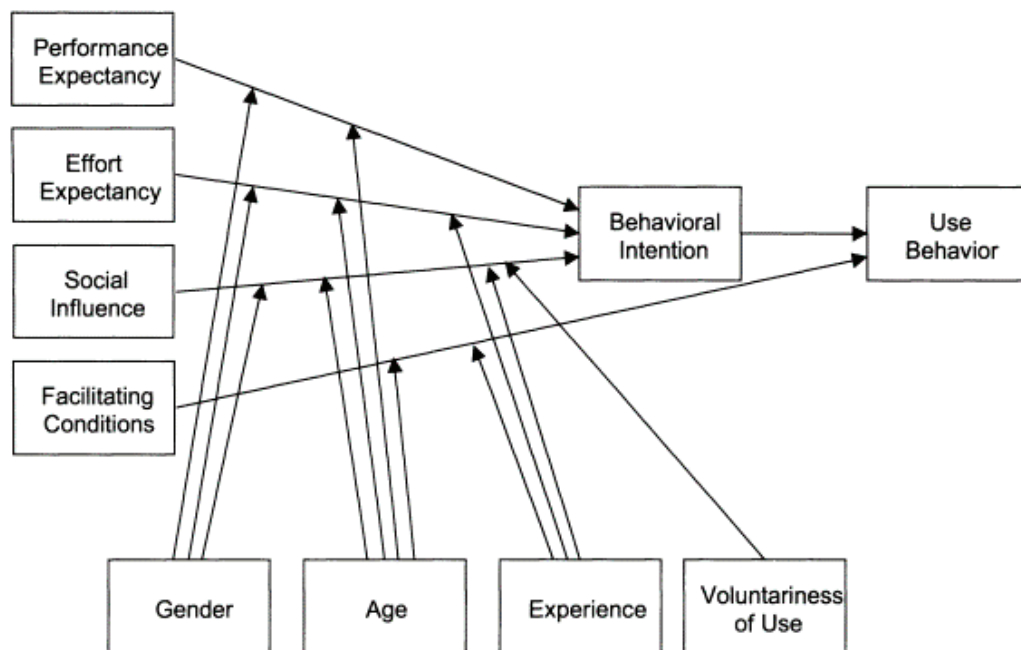 Performance
Expectancy
Effort
Expectancy
Social
Influence
Facilitating
Conditions
Behavioral
Intention
Use
Behavior
Gender
Age
Experience
Voluntariness
of Use